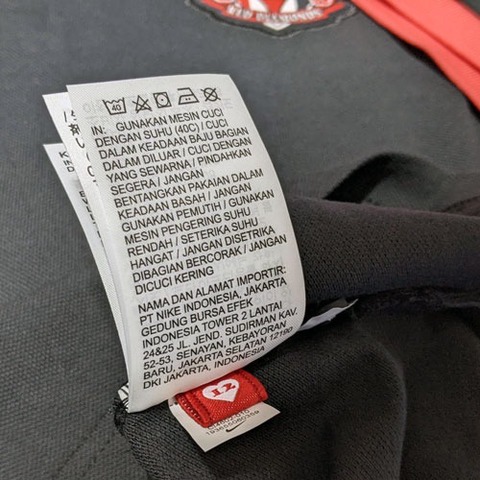 RED DIAMONDS
40
IN: GUNAKAN MESIN CUCI
DENGAN SUHU (40C) / CUCI
DALAM KEADAAN BAJU BAGIAN
DALAM DILUAR / CUCI DENGAN
YANG SEWARNA / PINDAHKAN
SEGERA / JANGAN
BENTANGKAN PAKAIAN DALAM
KEADAAN BASAH / JANGAN
GUNAKAN PEMUTIH / GUNAKAN
MESIN PENGERING SUHU
RENDAH / SETERIKA SUHU
HANGAT / JANGAN DISETRIKA
DIBAGIAN BERCORAK / JANGAN
DICUCI KERING
NAMA DAN ALAMAT IMPORTIR:
PT NIKE INDONESIA, JAKARTA
GEDUNG BURSA EFEK
INDONESIA TOWER 2 LANTAI
24&25 JL. JEND. SUDIRMAN KAV.
52-53, SENAYAN, KEBAYORAN
BARU, JAKARTA SELATAN 12190
DKI JAKARTA, INDONESIA
12